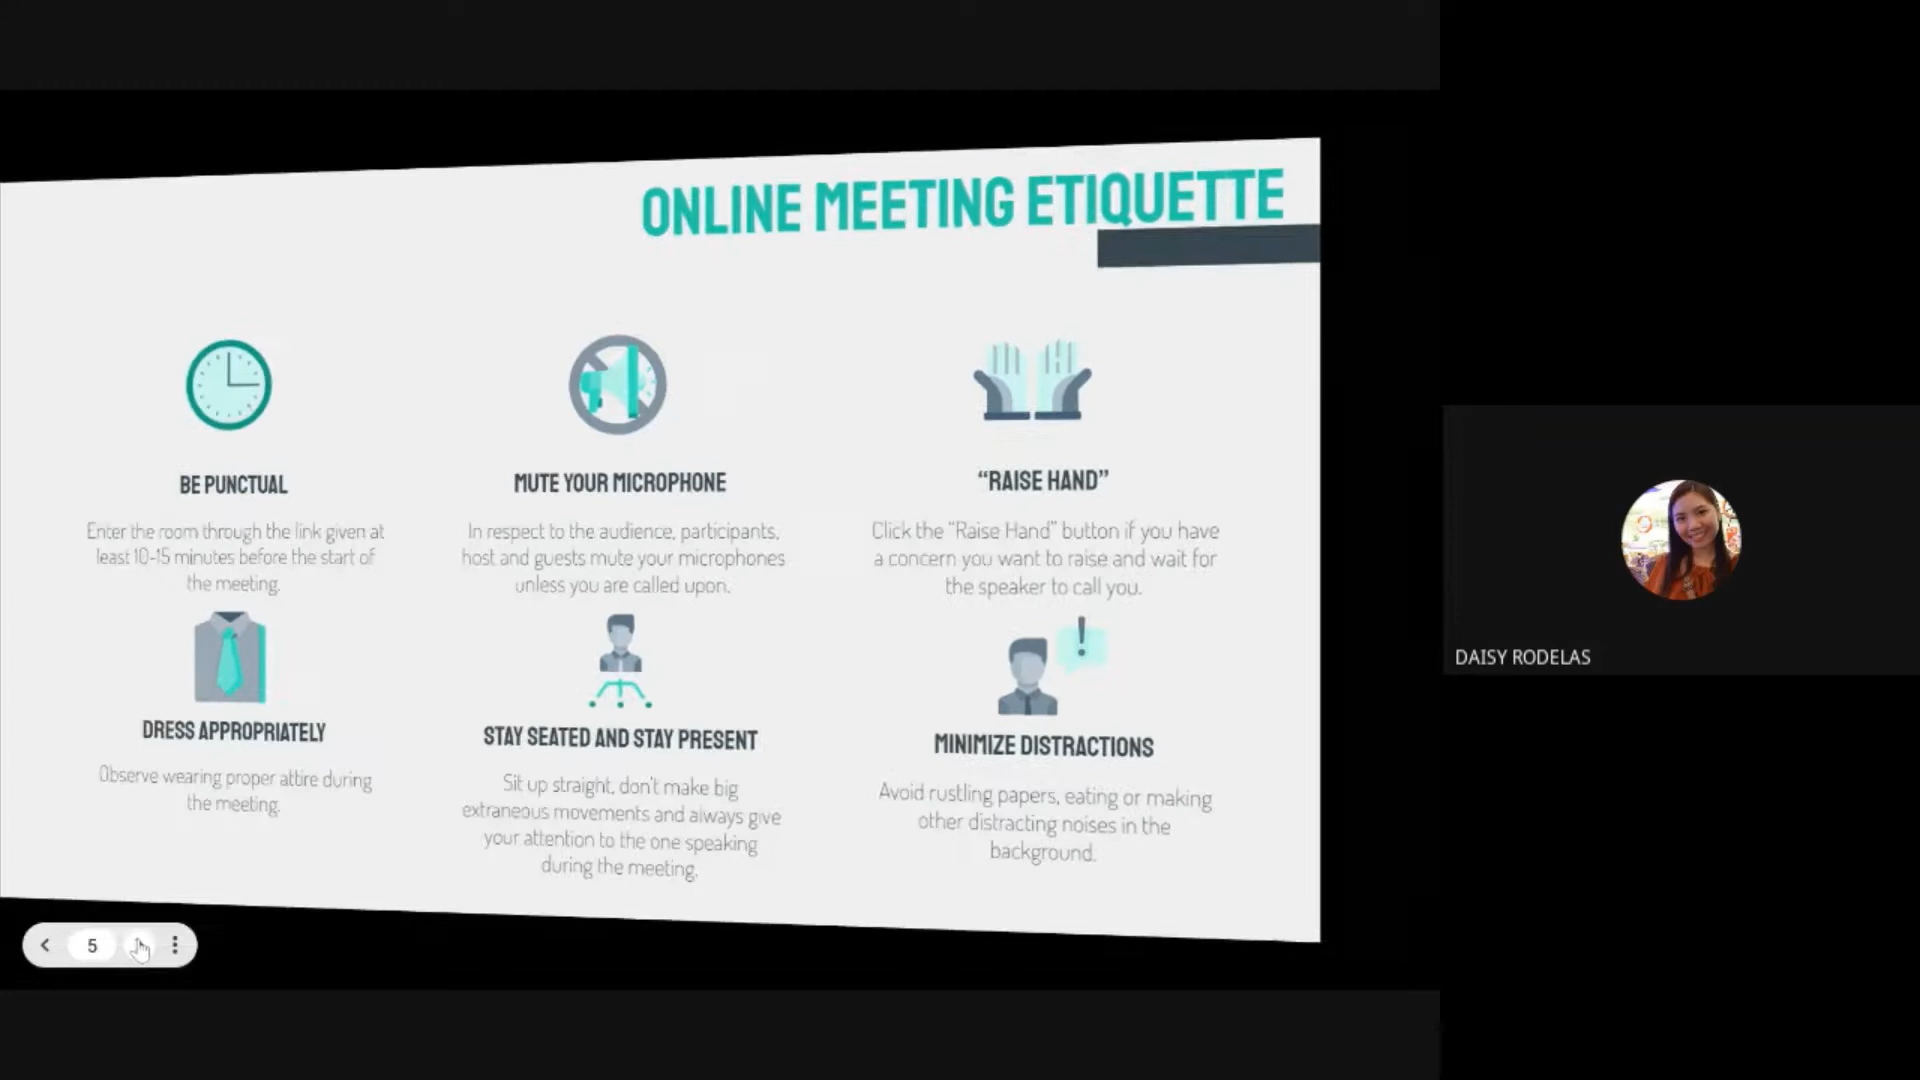 ONLINE MEETING ETIQUETTE
BE PUNCTUAL
Enter the room through the link given at
least 10-15 minutes before the start of
the meeting.
MUTE YOUR MICROPHONE
In respect to the audience, participants,
host and guests mute your microphones
unless you are called upon.
“RAISE HAND”
Click the “Raise Hand” button if you have
a concern you want to raise and wait for
the speaker to call you.
DRESS APPROPRIATELY
Observe wearing proper attire during
the meeting.
STAY SEATED AND STAY PRESENT
Sit up straight, don't make big
extraneous movements and always give
your attention to the one speaking
during the meeting.
MINIMIZE DISTRACTIONS
Avoid rustling papers, eating or making
other distracting noises in the
background.
DAISY RODELAS
5